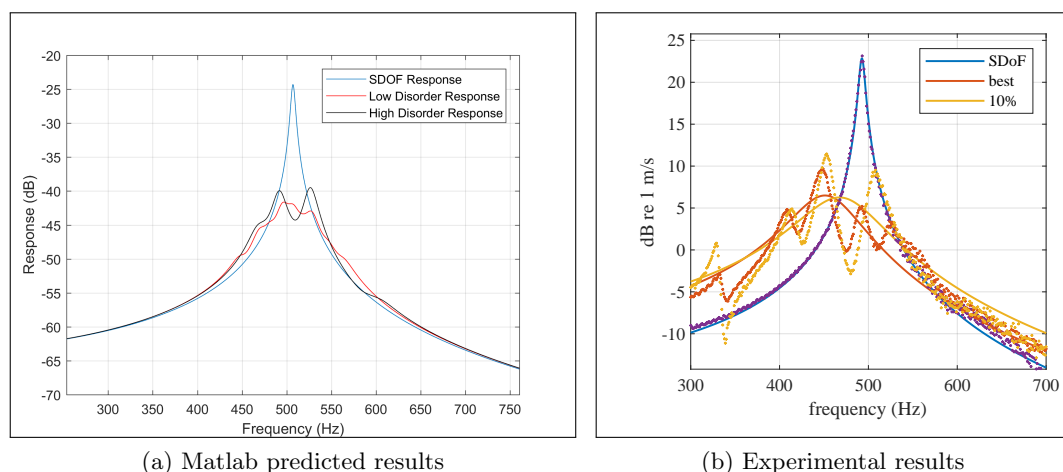 -20
-25
-30
-35
-40
-45
-50
-55
-60
-65
-70
Response (dB)
300 350 400 450 500 550 600 650 700 750
Frequency (Hz)
SDOF Response
Low Disorder Response
High Disorder Response
(a) Matlab predicted results
25
20
15
10
5
0
-5
-10
dB re 1 m/s
300 400 500 600 700
frequency (Hz)
SDoF
best
10%
(b) Experimental results